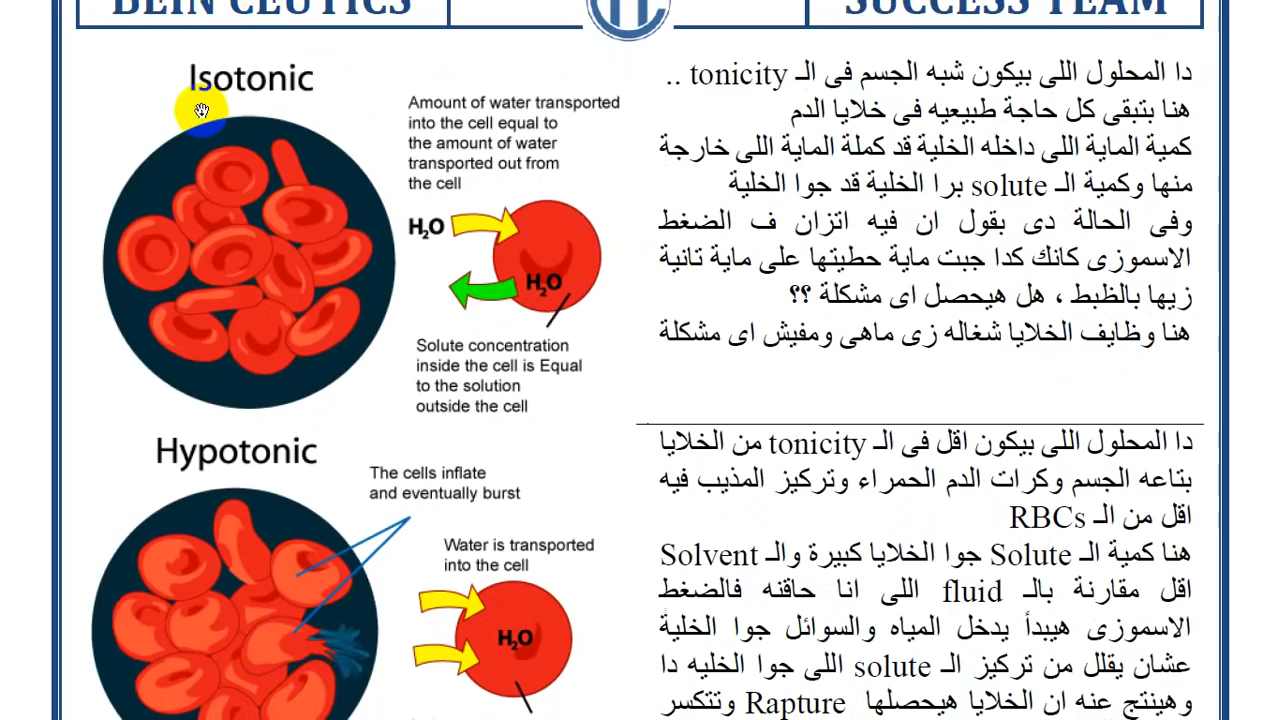 BEIN CEUTICS
SUCCESS TEAM
Isotonic
Amount of water transported
into the cell equal to
the amount of water
transported out from
the cell
H₂O
H₂O
Solute concentration
inside the cell is Equal
to the solution
outside the cell
دا المحلول اللى بيكون شبه الجسم فى الـ tonicity ..
هنا بتبقى كل حاجة طبيعيه فى خلايا الدم
كمية الماية اللى داخله الخلية قد كملة الماية اللى خارجة
منها وكمية الـ solute برا الخلية قد جوا الخلية
وفى الحالة دى بقول ان فيه اتزان ف الضغط
الاسموزى كانك كدا جبت ماية حطيتها على ماية تانية
زيها بالظبط ، هل هيحصل اى مشكلة ؟؟
هنا وظايف الخلايا شغاله زى ماهى ومفيش اى مشكلة
Hypotonic
The cells inflate
and eventually burst
Water is transported
into the cell
H₂O
دا المحلول اللى بيكون اقل فى الـ tonicity من الخلايا
بتاعه الجسم وكرات الدم الحمراء وتركيز المذيب فيه
اقل من الـ RBCs
هنا كمية الـ Solute جوا الخلايا كبيرة والـ Solvent
اقل مقارنة بالـ fluid اللى انا حاقنه فالضغط
الاسموزى هيبدأ يدخل المياه والسوائل جوا الخلية
عشان يقلل من تركيز الـ solute اللى جوا الخليه دا
وهينتج عنه ان الخلايا هيحصلها Rapture وتتكسر